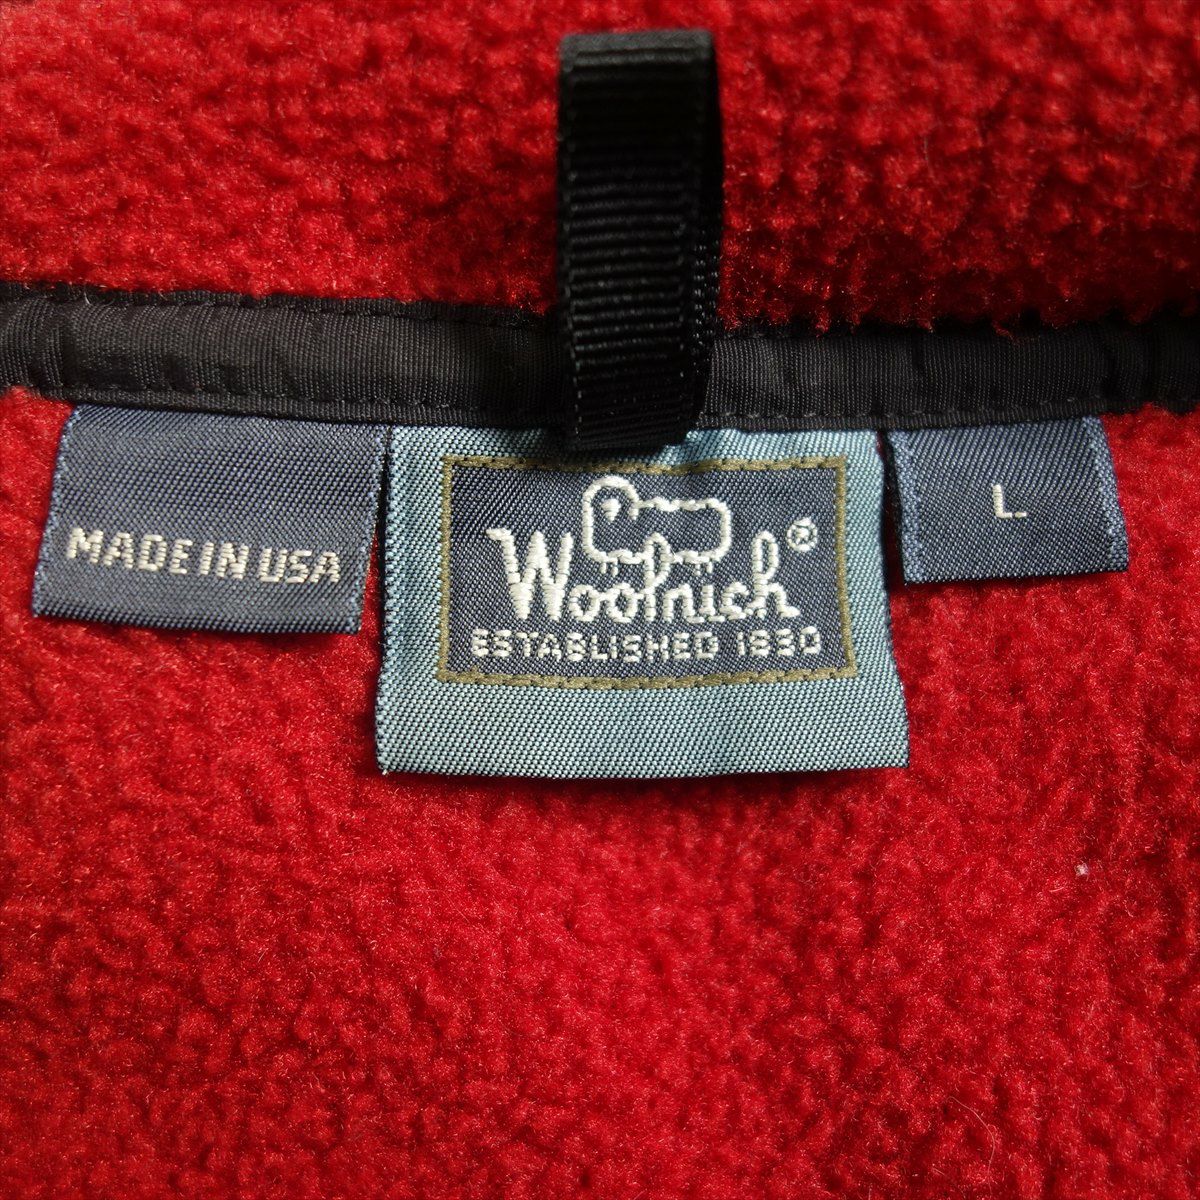 MADE IN USA
Woolrich®
ESTABLISHED 1830
L